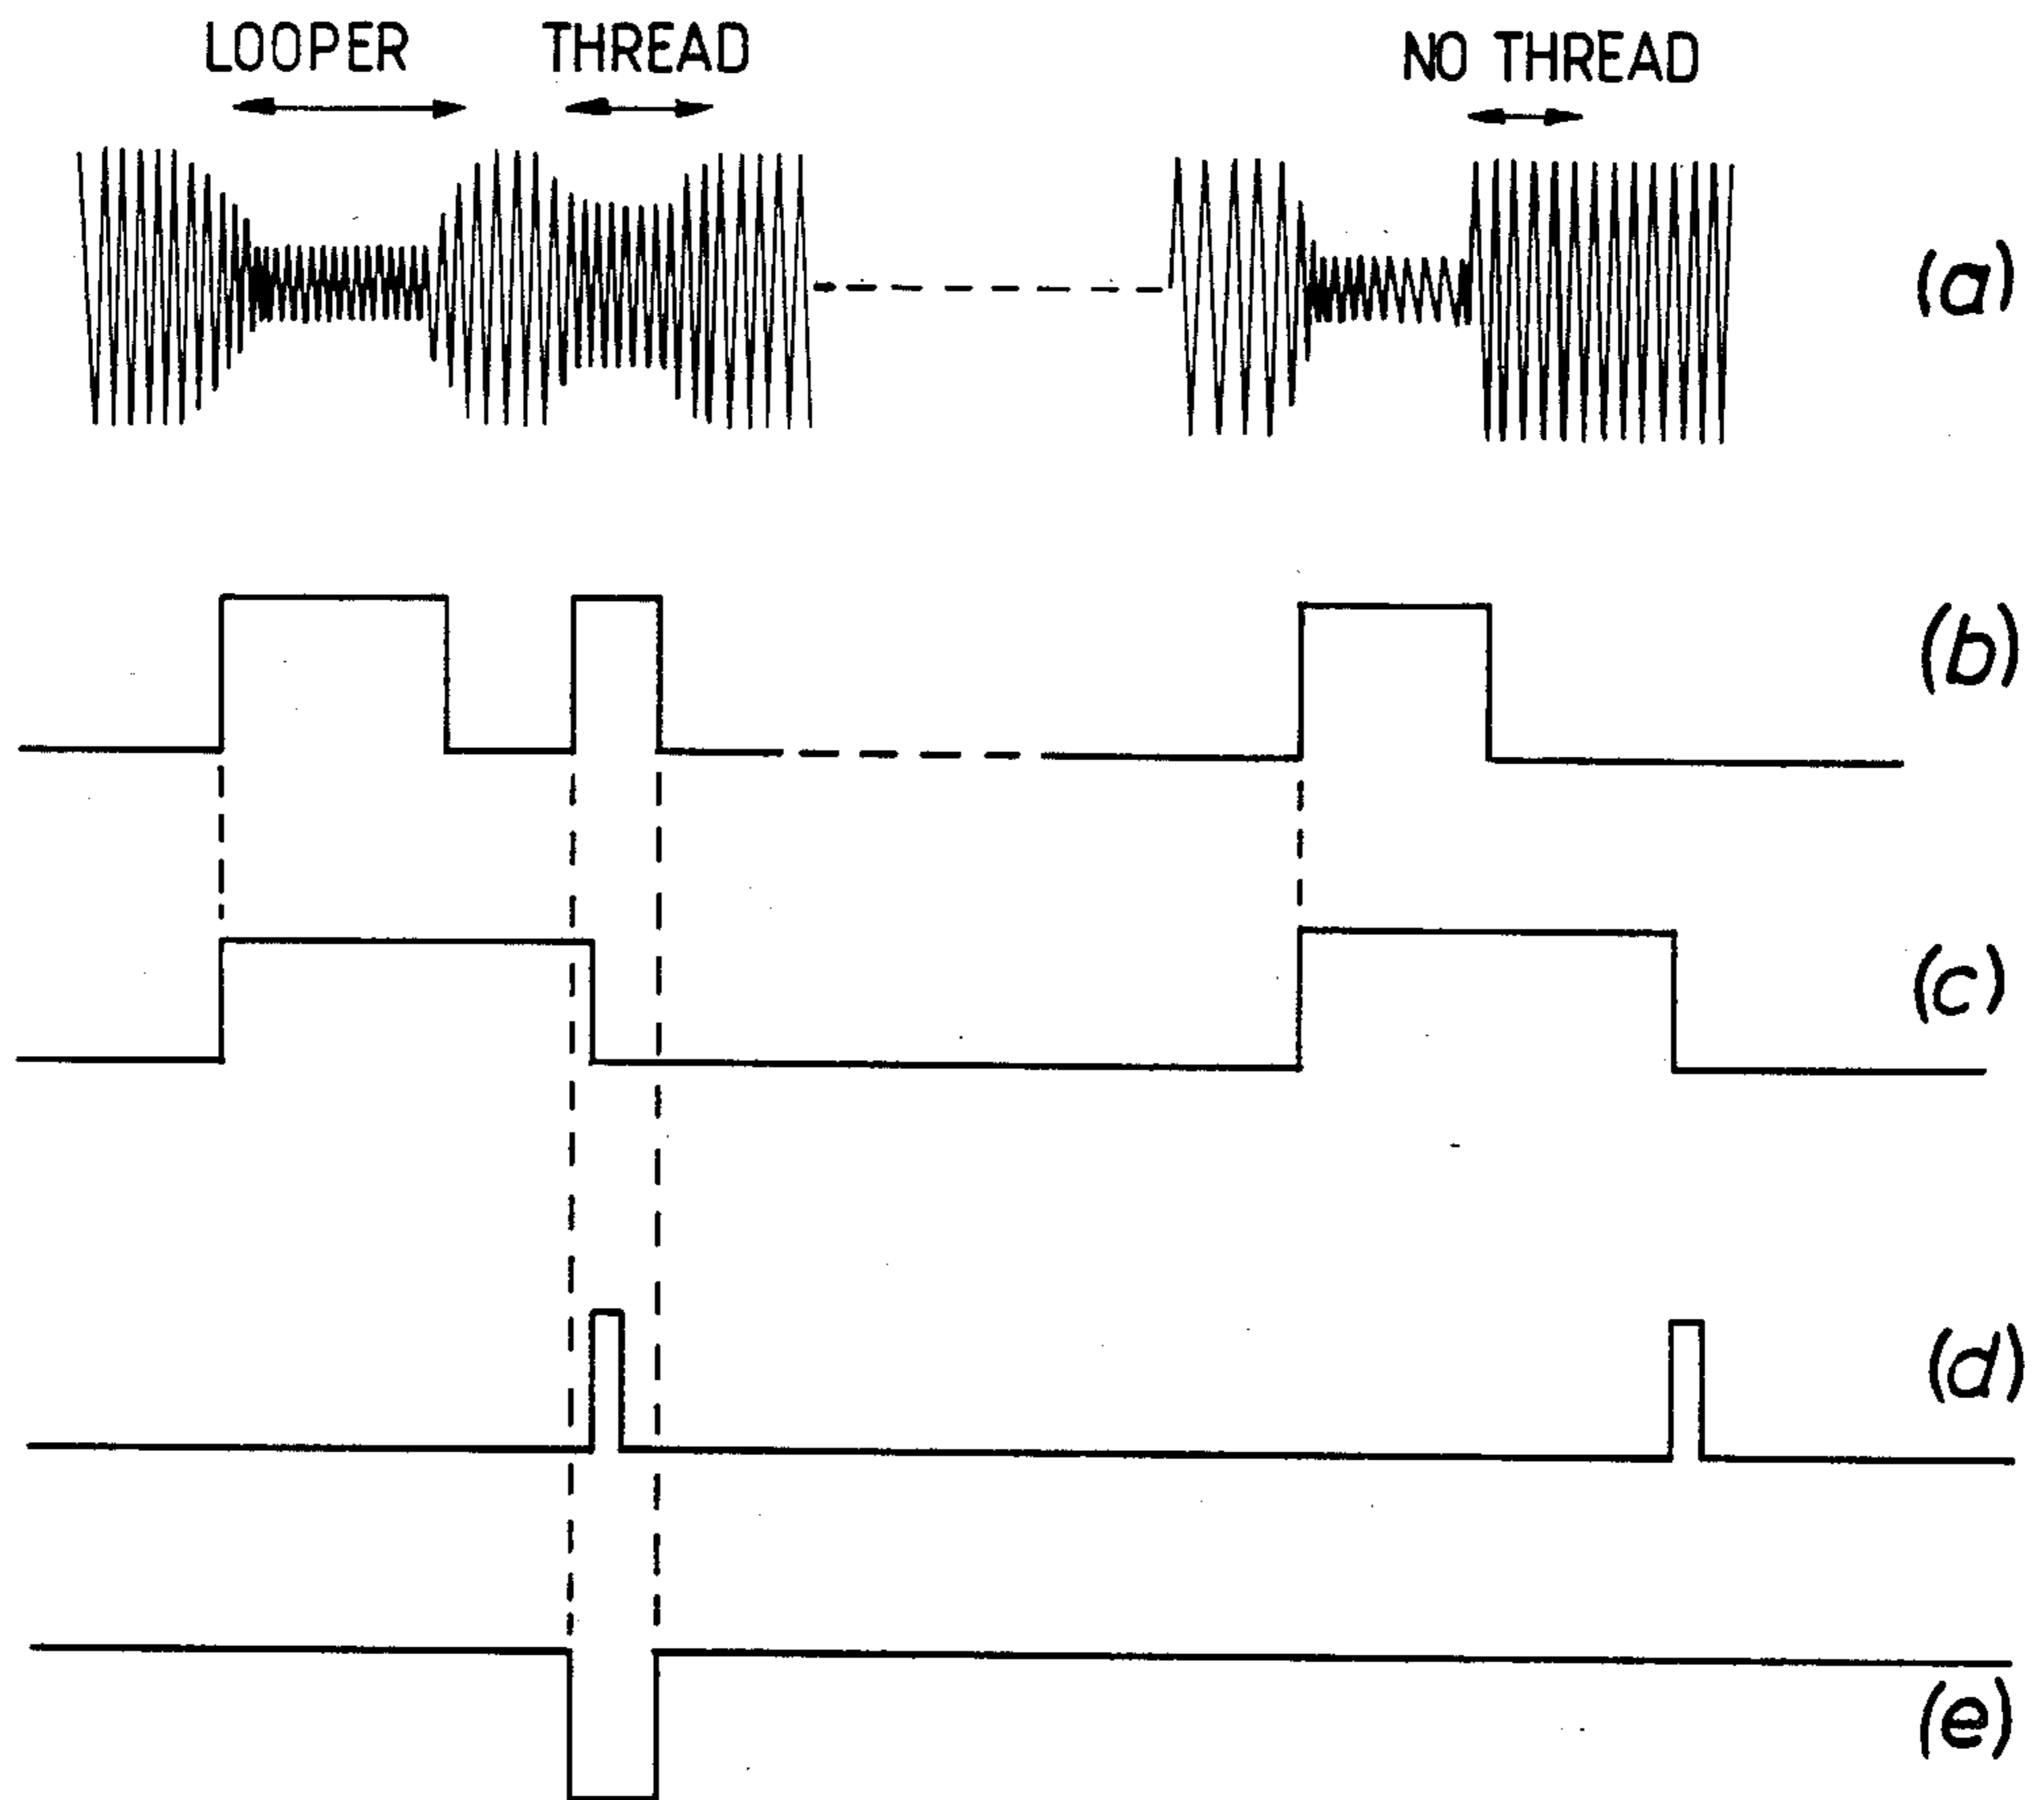 LOOPER THREAD NO THREAD
(a)
(b)
(c)
(d)
(e)